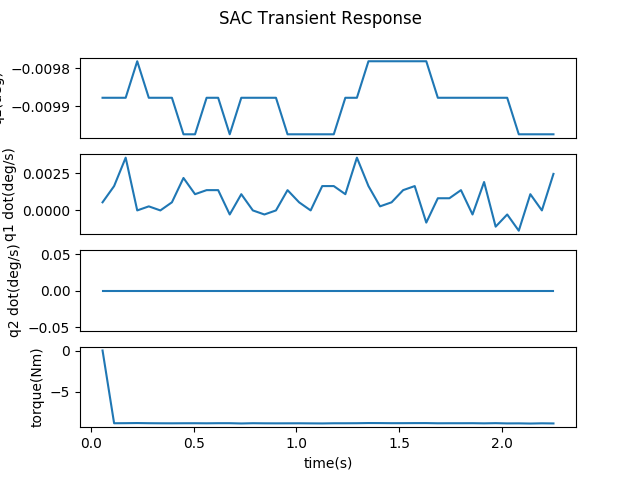 SAC Transient Response
−0.0098
−0.0099
0.0025
0.0000
q1 dot(deg/s)
0.05
0.00
−0.05
q2 dot(deg/s)
0
−5
torque(Nm)
0.0 0.5 1.0 1.5 2.0
time(s)